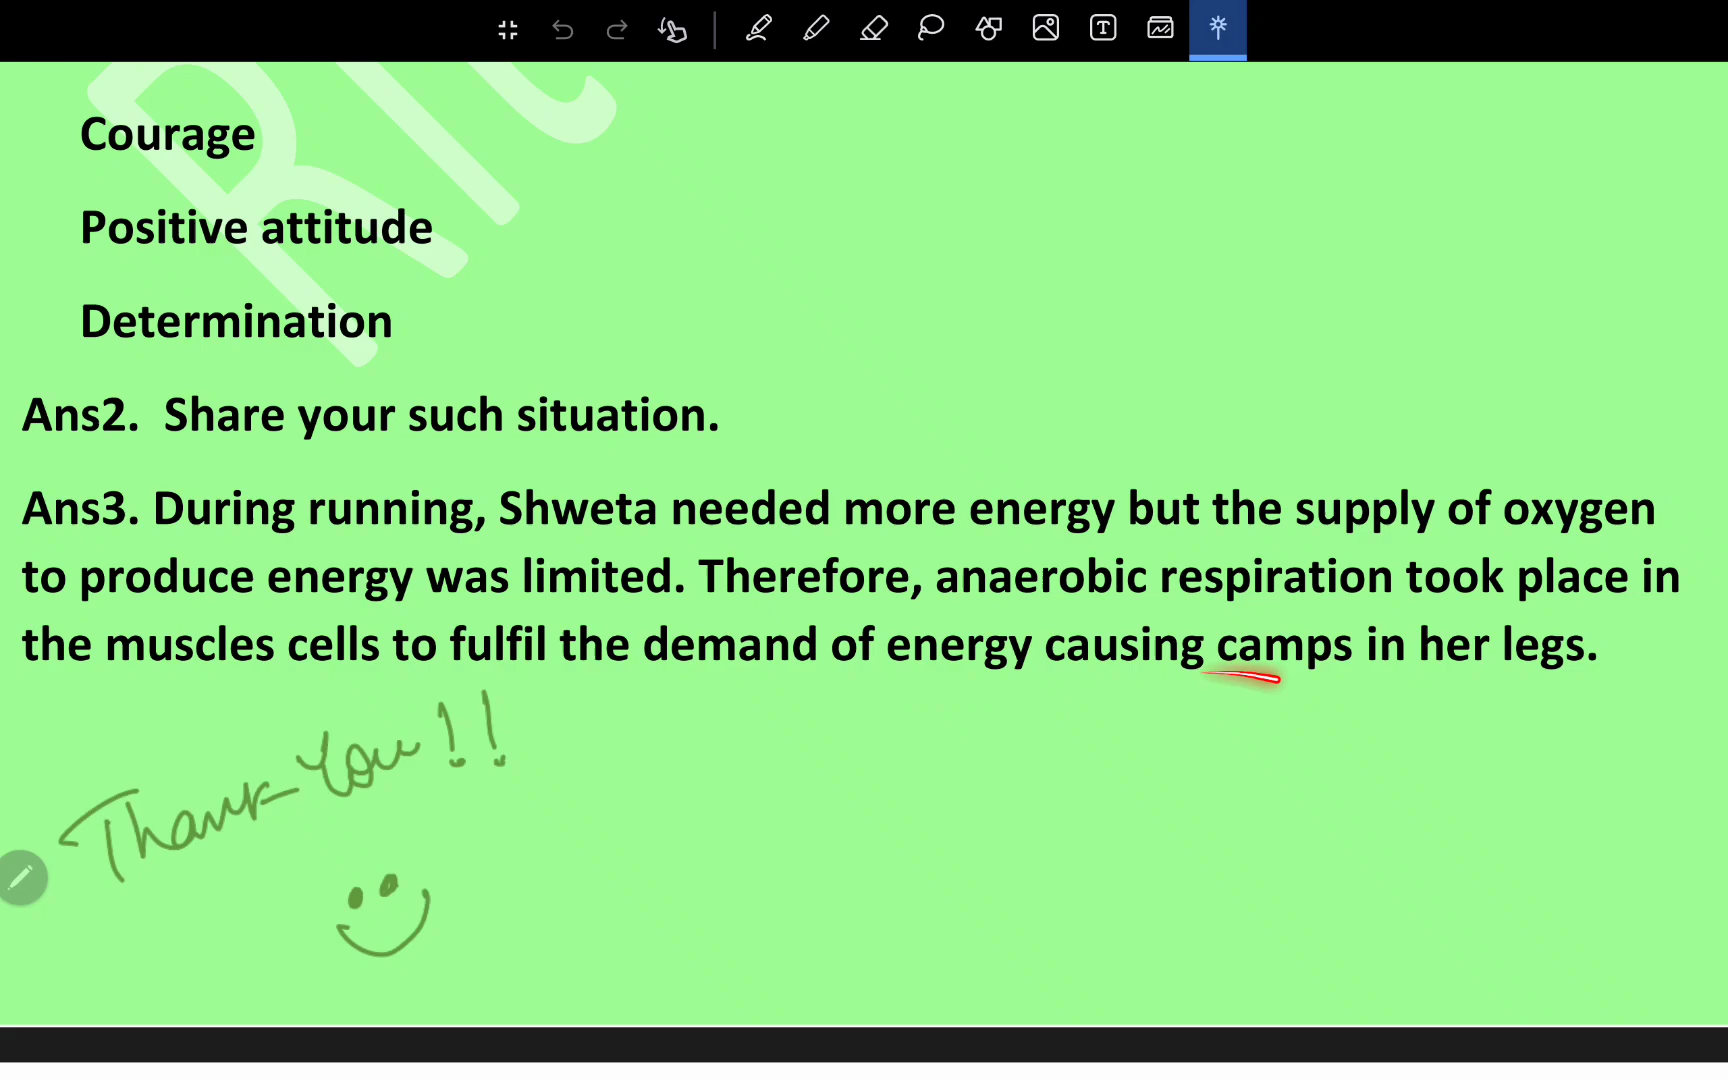 Courage
Positive attitude
Determination
Ans2. Share your such situation.
Ans3. During running, Shweta needed more energy but the supply of oxygen
to produce energy was limited. Therefore, anaerobic respiration took place in
the muscles cells to fulfil the demand of energy causing camps in her legs.
Thank You!!